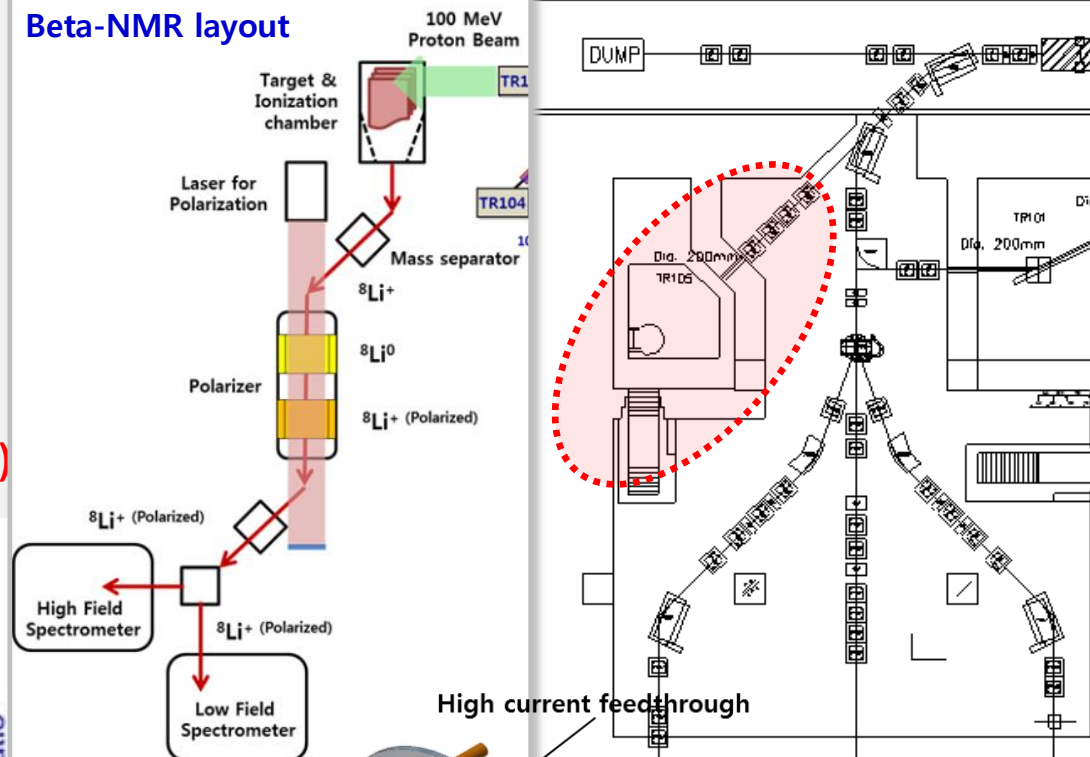 Beta-NMR layout
100 MeV
Proton Beam
Target &
Ionization
chamber
TR1
Laser for
Polarization
TR104
10
Mass separator
⁸Li⁺
⁸Li⁰
Polarizer
⁸Li⁺ (Polarized)
)
⁸Li⁺ (Polarized)
High Field
Spectrometer
⁸Li⁺ (Polarized)
Low Field
Spectrometer
High current feedthrough
DUMP
Dia. 200mm
TR105
TR101
Di
Dia. 200mm